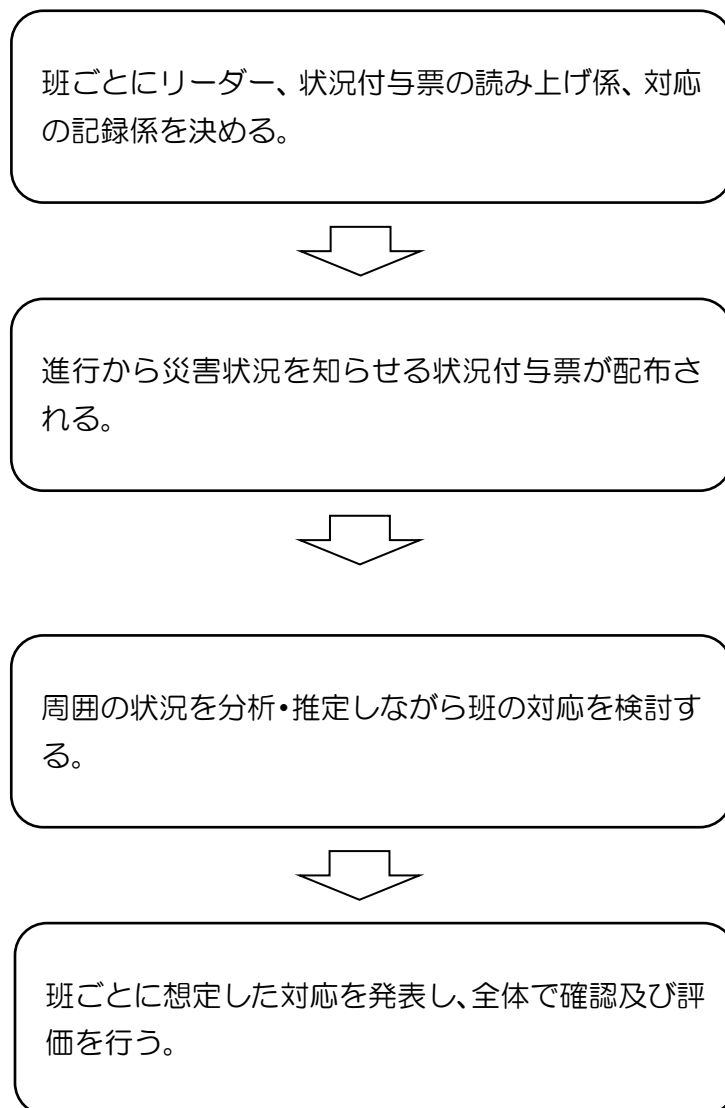 班ごとにリーダー、状況付与票の読み上げ係、対応
の記録係を決める。
進行から災害状況を知らせる状況付与票が配布さ
れる。
周囲の状況を分析・推定しながら班の対応を検討す
る。
班ごとに想定した対応を発表し、全体で確認及び評
価を行う。